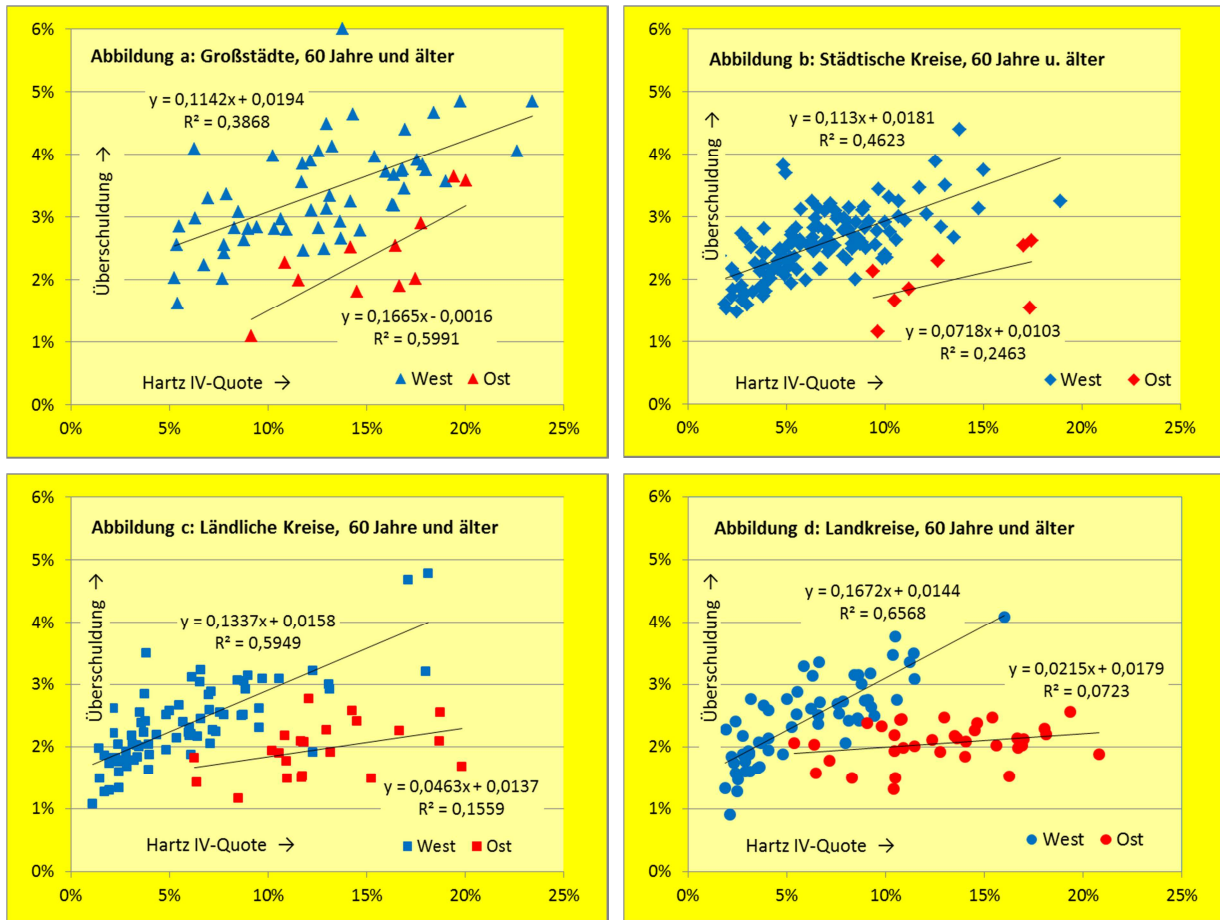 Abbildung a: Großstädte, 60 Jahre und älter
6%
5%
4%
3%
2%
1%
0%
Überschuldung →
y = 0,1142x + 0,0194
R² = 0,3868
y = 0,1665x - 0,0016
R² = 0,5991
Hartz IV-Quote →
West Ost
0% 5% 10% 15% 20% 25%
Abbildung b: Städtische Kreise, 60 Jahre u. älter
6%
5%
4%
3%
2%
1%
0%
Überschuldung →
y = 0,113x + 0,0181
R² = 0,4623
y = 0,0718x + 0,0103
R² = 0,2463
Hartz IV-Quote →
West Ost
0% 5% 10% 15% 20% 25%
Abbildung c: Ländliche Kreise, 60 Jahre und älter
6%
5%
4%
3%
2%
1%
0%
Überschuldung →
y = 0,1337x + 0,0158
R² = 0,5949
y = 0,0463x + 0,0137
R² = 0,1559
Hartz IV-Quote →
West Ost
0% 5% 10% 15% 20% 25%
Abbildung d: Landkreise, 60 Jahre und älter
6%
5%
4%
3%
2%
1%
0%
Überschuldung →
y = 0,1672x + 0,0144
R² = 0,6568
y = 0,0215x + 0,0179
R² = 0,0723
Hartz IV-Quote →
West Ost
0% 5% 10% 15% 20% 25%